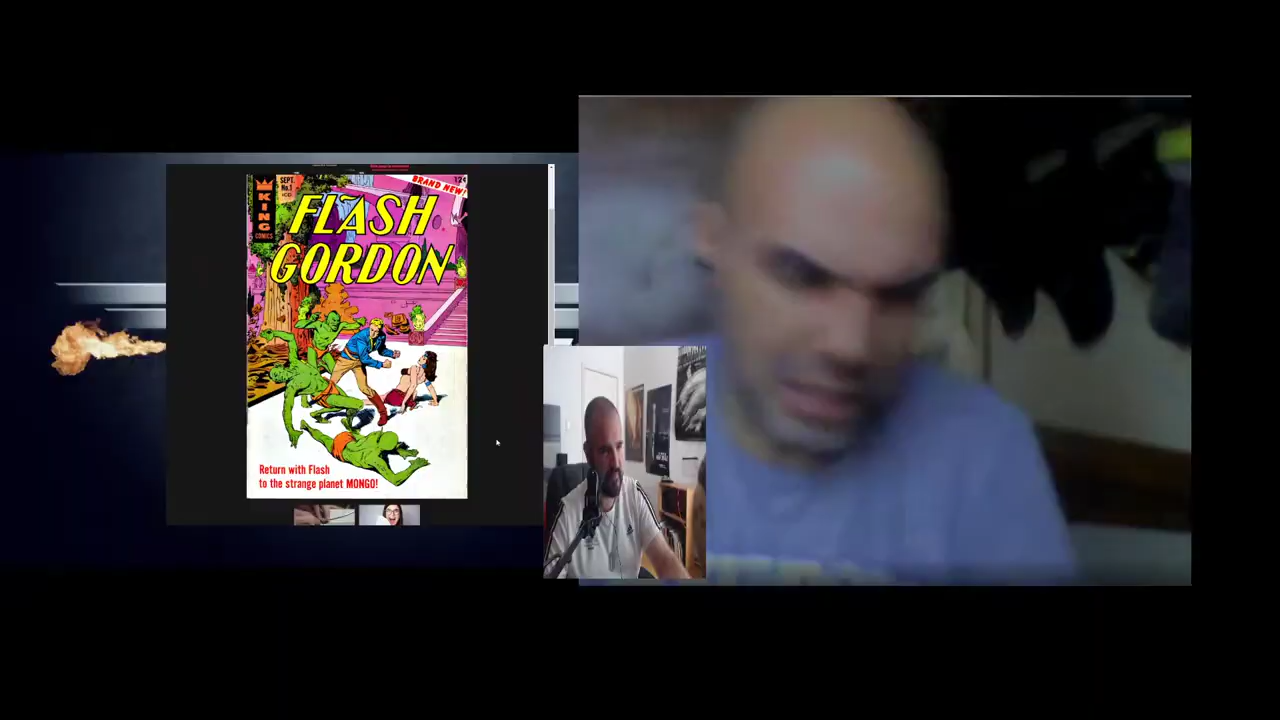 KING
COMICS
SEPT.
No.1
BRAND NEW!
12¢
FLASH
GORDON
Return with Flash
to the strange planet MONGO!